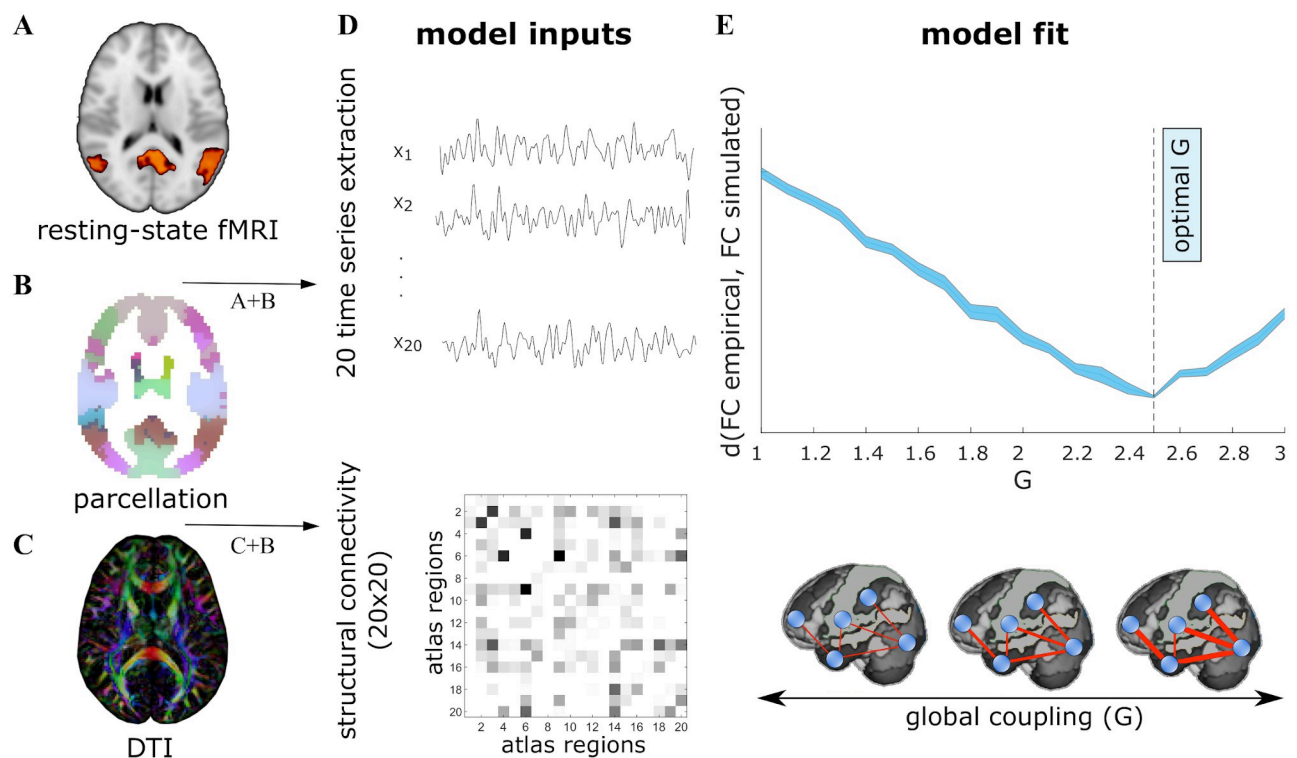 A
resting-state fMRI
B
A+B
parcellation
C
C+B
DTI
D
model inputs
20 time series extraction
x1
x2
x20
structural connectivity
(20x20)
atlas regions
2
4
6
8
10
12
14
16
18
20
2 4 6 8 10 12 14 16 18 20
atlas regions
E
model fit
d(FC empirical, FC simulated)
optimal G
1 1.2 1.4 1.6 1.8 2 2.2 2.4 2.6 2.8 3
G
global coupling (G)